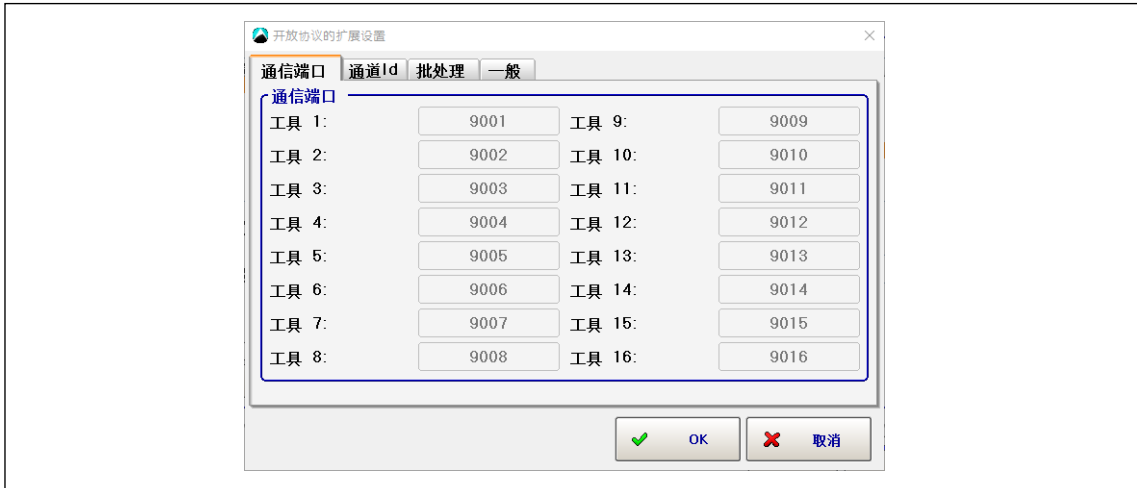 开放协议的扩展设置
通信端口 通道Id 批处理 一般
通信端口
工具 1: 9001 工具 9: 9009
工具 2: 9002 工具 10: 9010
工具 3: 9003 工具 11: 9011
工具 4: 9004 工具 12: 9012
工具 5: 9005 工具 13: 9013
工具 6: 9006 工具 14: 9014
工具 7: 9007 工具 15: 9015
工具 8: 9008 工具 16: 9016
OK 取消